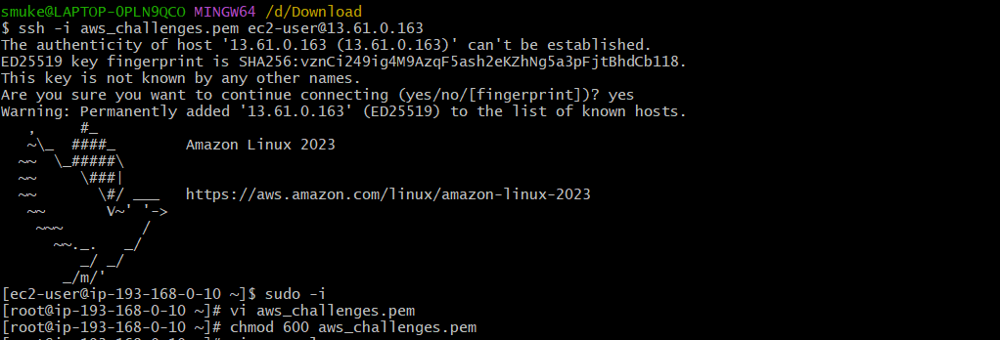 smuke@LAPTOP-0PLN9QCO MINGW64 /d/Download
$ ssh -i aws_challenges.pem ec2-user@13.61.0.163
The authenticity of host '13.61.0.163 (13.61.0.163)' can't be established.
ED25519 key fingerprint is SHA256:vznCi249ig4M9AzqF5ash2eKZhNg5a3pFjtBhdCb118.
This key is not known by any other names.
Are you sure you want to continue connecting (yes/no/[fingerprint])? yes
Warning: Permanently added '13.61.0.163' (ED25519) to the list of known hosts.
   ,     #_
   ~\_  ####_        Amazon Linux 2023
  ~~  \_#####\
  ~~     \###|
  ~~       \#/ ___   https://aws.amazon.com/linux/amazon-linux-2023
   ~~       V~' '->
    ~~~         /
      ~~._.   _/
         _/ _/
       _/m/'
[ec2-user@ip-193-168-0-10 ~]$ sudo -i
[root@ip-193-168-0-10 ~]# vi aws_challenges.pem
[root@ip-193-168-0-10 ~]# chmod 600 aws_challenges.pem